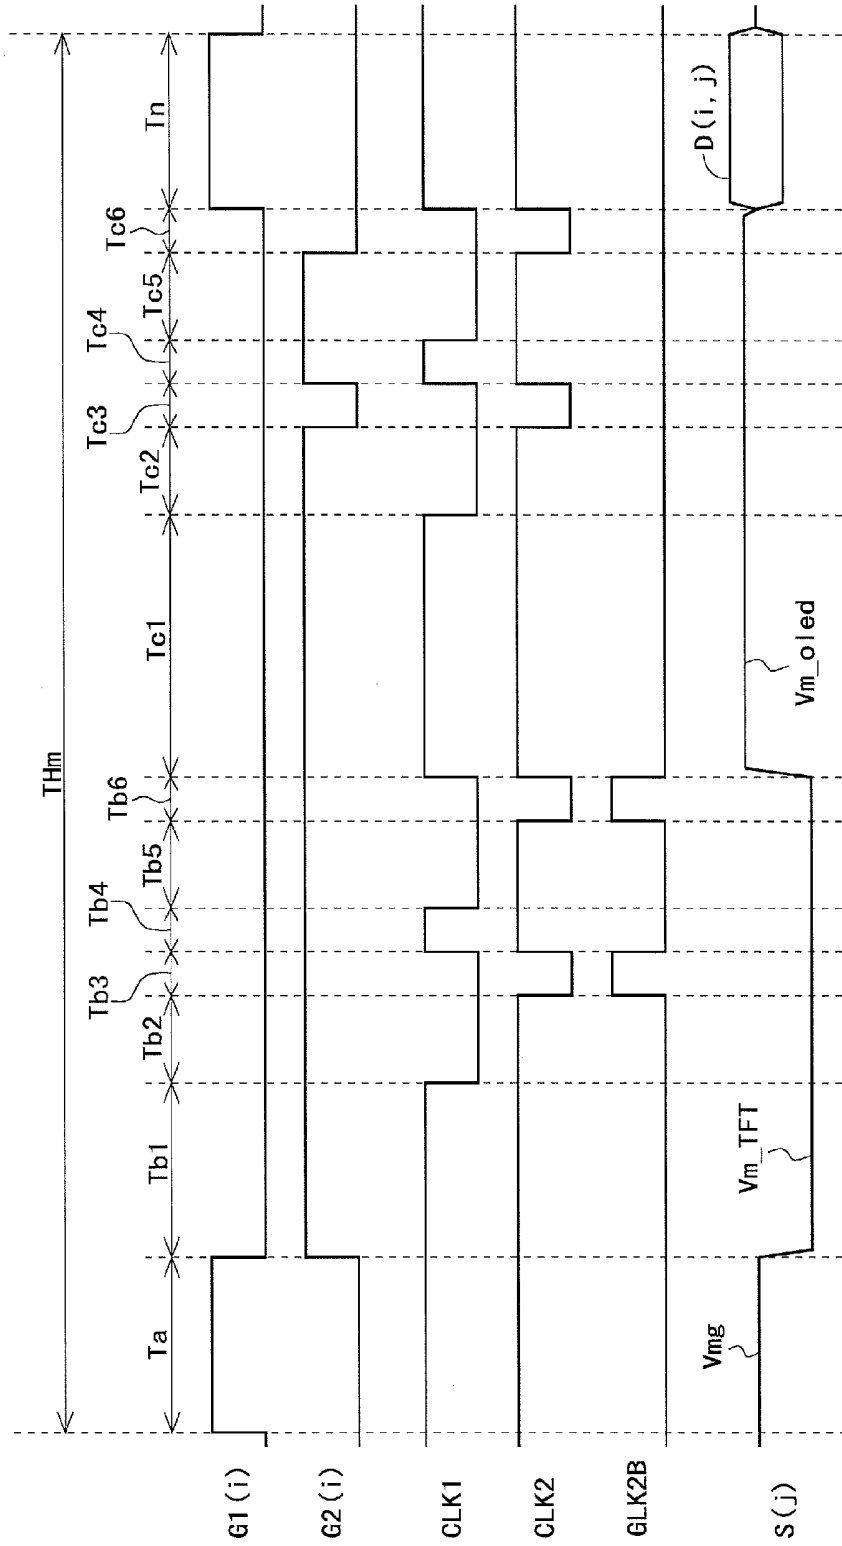 THm
Ta
Tb1
Tb2
Tb3
Tb4
Tb5
Tb6
Tc1
Tc2
Tc3
Tc4
Tc5
Tc6
Tn
G1(i)
G2(i)
CLK1
CLK2
GLK2B
S(j)
Vmg
Vm_TFT
Vm_oled
D(i, j)